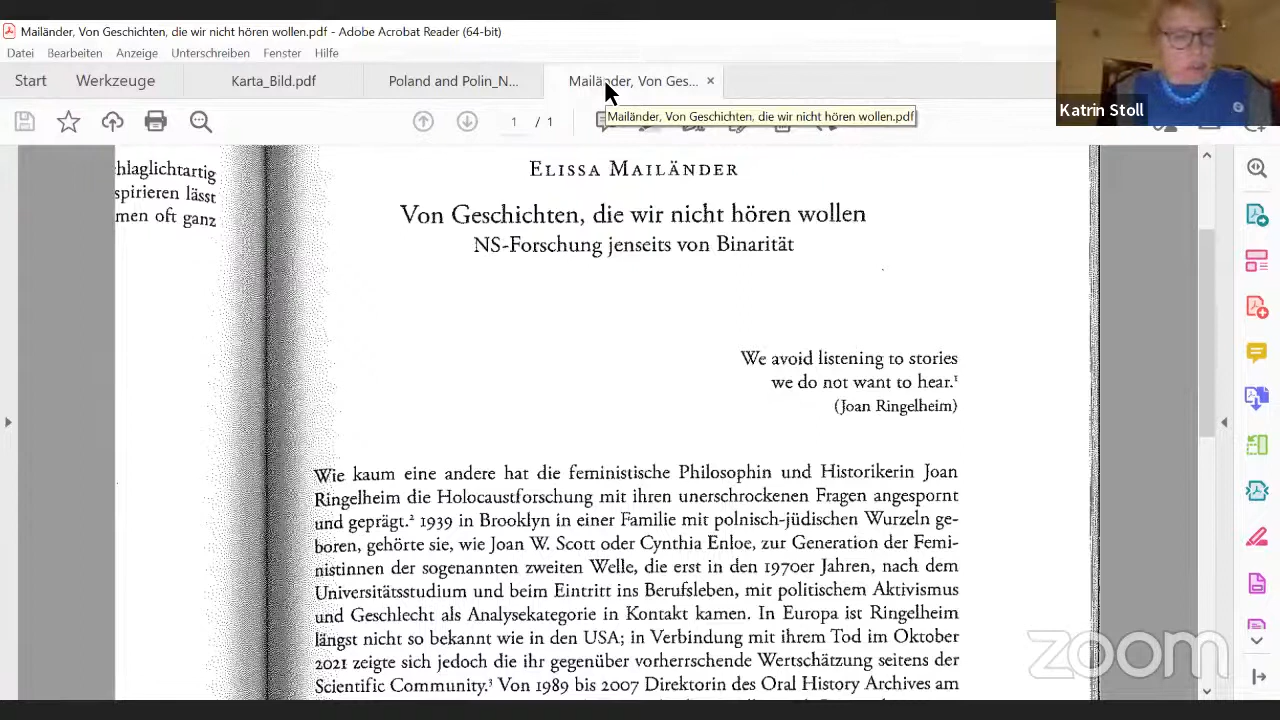 Mailänder, Von Geschichten, die wir nicht hören wollen.pdf - Adobe Acrobat Reader (64-bit)
Datei Bearbeiten Anzeige Unterschreiben Fenster Hilfe
Start Werkzeuge Karta_Bild.pdf Poland and Polin_N... Mailänder, Von Ges... ×
1 / 1
Mailänder, Von Geschichten, die wir nicht hören wollen.pdf
Katrin Stoll
hlaglichtartig
spirieren lässt
men oft ganz
ELISSA MAILÄNDER
Von Geschichten, die wir nicht hören wollen
NS-Forschung jenseits von Binarität
We avoid listening to stories
we do not want to hear.¹
(Joan Ringelheim)
Wie kaum eine andere hat die feministische Philosophin und Historikerin Joan
Ringelheim die Holocaustforschung mit ihren unerschrockenen Fragen angespornt
und geprägt.² 1939 in Brooklyn in einer Familie mit polnisch-jüdischen Wurzeln ge-
boren, gehörte sie, wie Joan W. Scott oder Cynthia Enloe, zur Generation der Femi-
nistinnen der sogenannten zweiten Welle, die erst in den 1970er Jahren, nach dem
Universitätsstudium und beim Eintritt ins Berufsleben, mit politischem Aktivismus
und Geschlecht als Analysekategorie in Kontakt kamen. In Europa ist Ringelheim
längst nicht so bekannt wie in den USA; in Verbindung mit ihrem Tod im Oktober
2021 zeigte sich jedoch die ihr gegenüber vorherrschende Wertschätzung seitens der
Scientific Community.³ Von 1989 bis 2007 Direktorin des Oral History Archives am
zoom